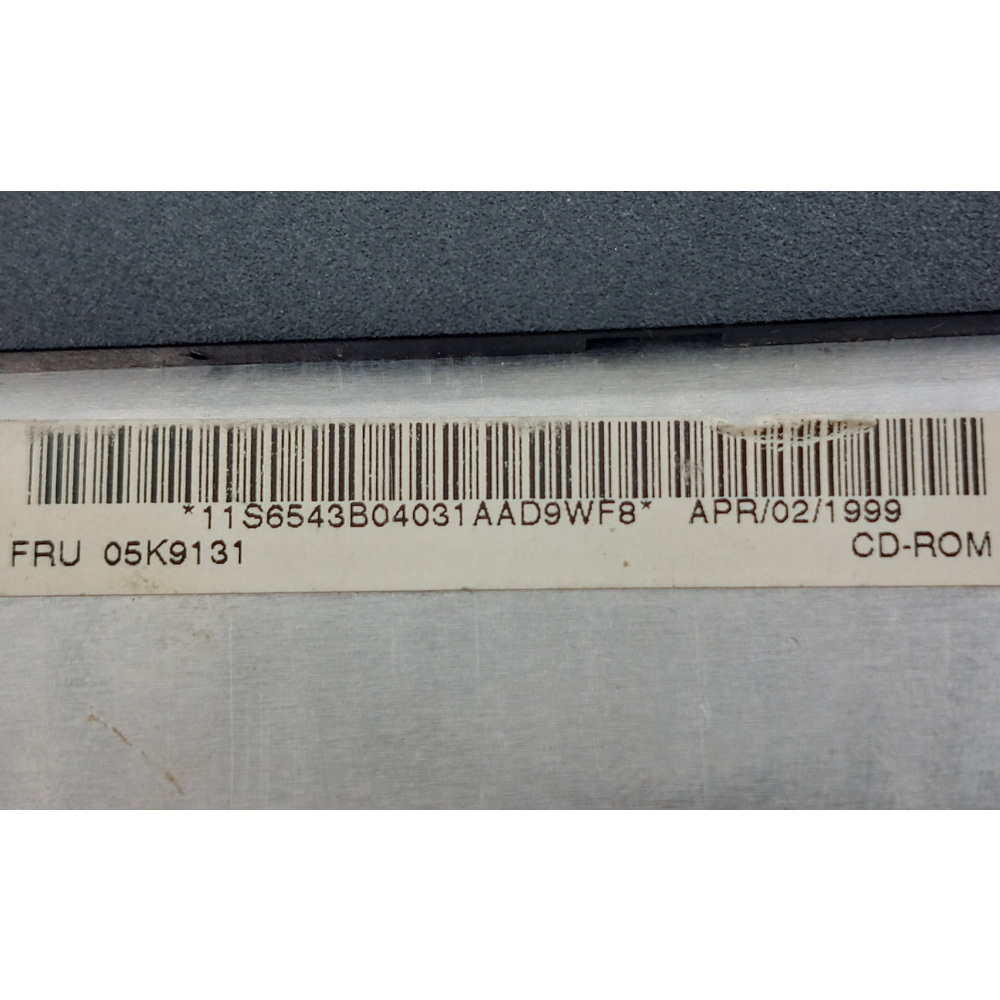 *11S6543B04031AAD9WF8* APR/02/1999
FRU 05K9131 CD-ROM